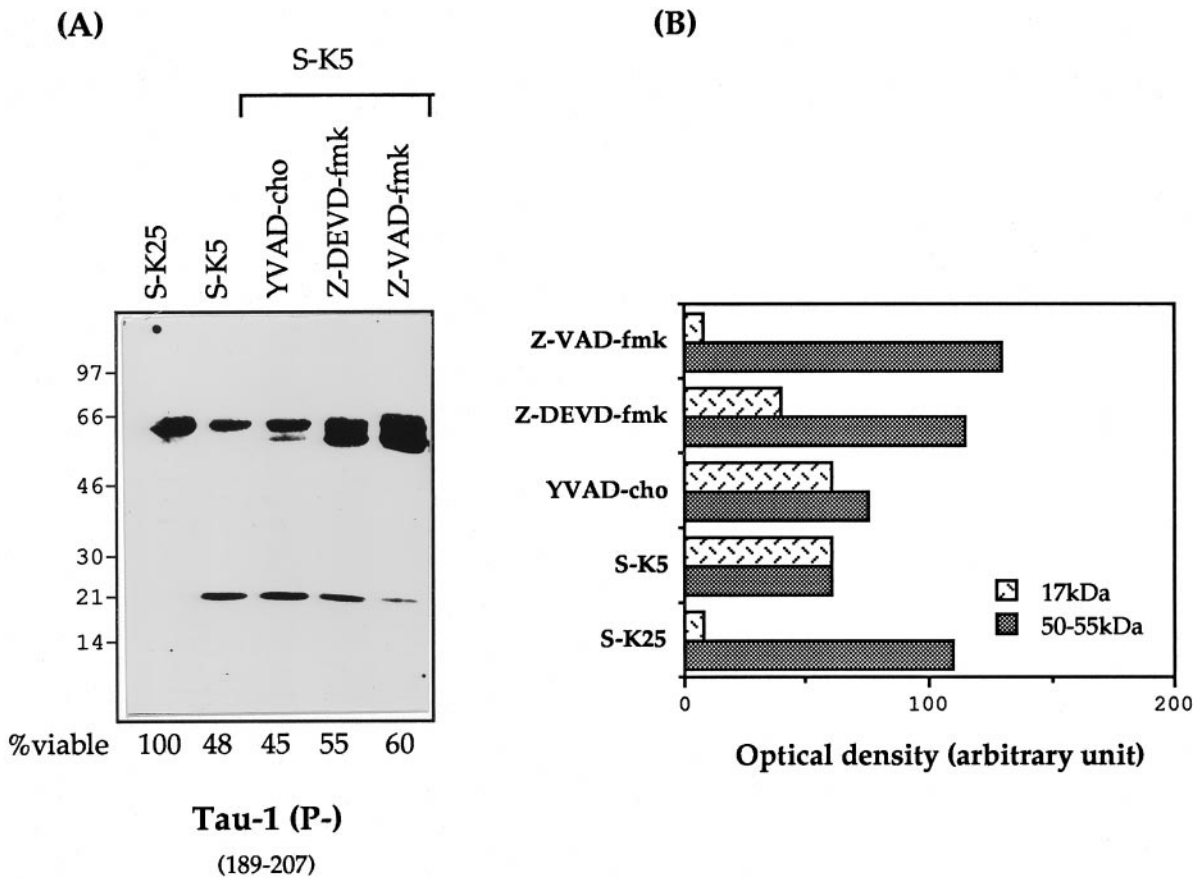 (A)
S-K5
S-K25
S-K5
YVAD-cho
Z-DEVD-fmk
Z-VAD-fmk
97
66
46
30
21
14
%viable 100 48 45 55 60
Tau-1 (P-)
(189-207)
(B)
Z-VAD-fmk
Z-DEVD-fmk
YVAD-cho
S-K5
S-K25
17kDa
50-55kDa
0 100 200
Optical density (arbitrary unit)